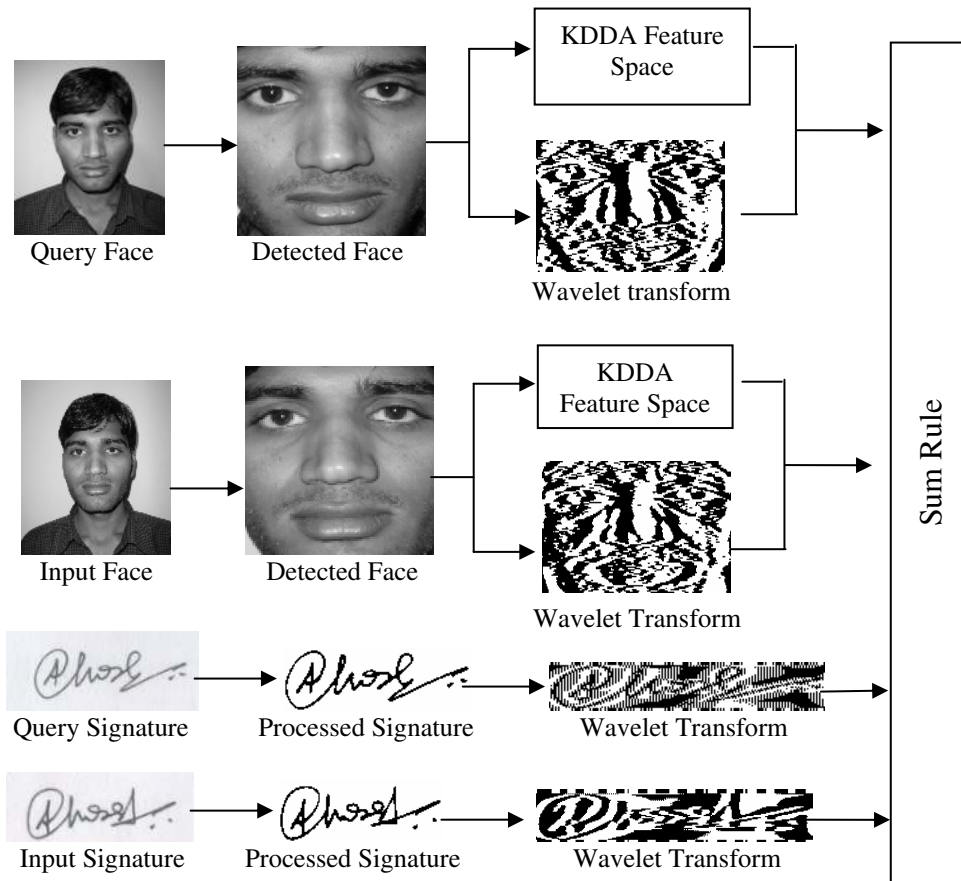 KDDA Feature
Space
Query Face
Detected Face
Wavelet transform
KDDA
Feature Space
Input Face
Detected Face
Wavelet Transform
Sum Rule
Query Signature
Processed Signature
Wavelet Transform
Input Signature
Processed Signature
Wavelet Transform